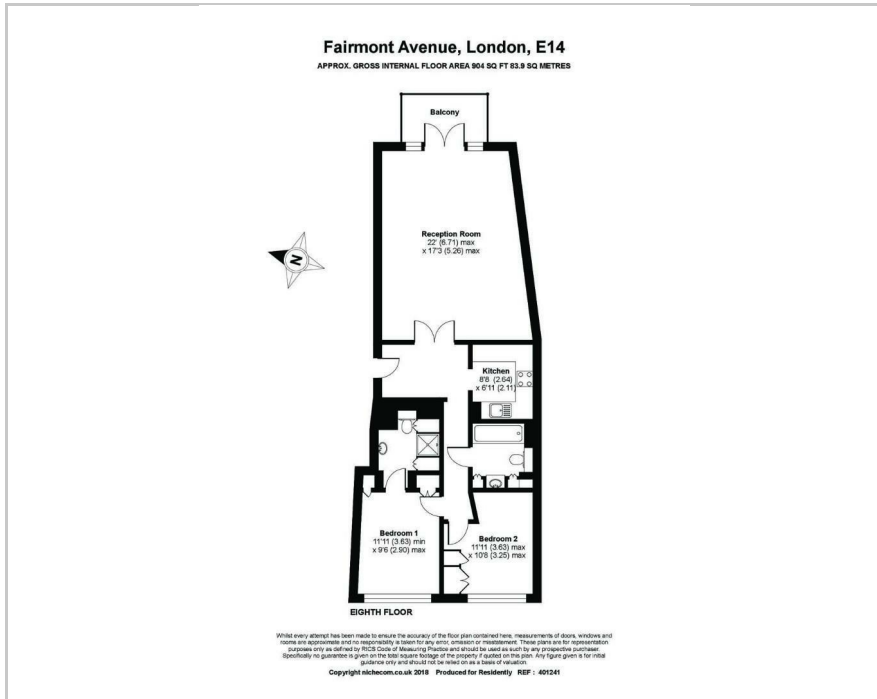 Fairmont Avenue, London, E14
APPROX. GROSS INTERNAL FLOOR AREA 904 SQ FT 83.9 SQ METRES
Balcony
Reception Room
22' (6.71) max
x 17'3 (5.26) max
N
Kitchen
8'8 (2.64)
x 6'11 (2.11)
Bedroom 1
11'11 (3.63) min
x 9'6 (2.90) max
Bedroom 2
11'11 (3.63) max
x 10'8 (3.25) max
EIGHTH FLOOR
Whilst every attempt has been made to ensure the accuracy of the floor plan contained here, measurements of doors, windows and
rooms are approximate and no responsibility is taken for any error, omission or misstatement. These plans are for representation
purposes only as defined by RICS Code of Measuring Practice and should be used as such by any prospective purchaser.
Specifically no guarantee is given on the total square footage of the property if quoted on this plan. Any figure given is for initial
guidance only and should not be relied on as a basis of valuation.
Copyright nichecom.co.uk 2018 Produced for Residently REF : 401241